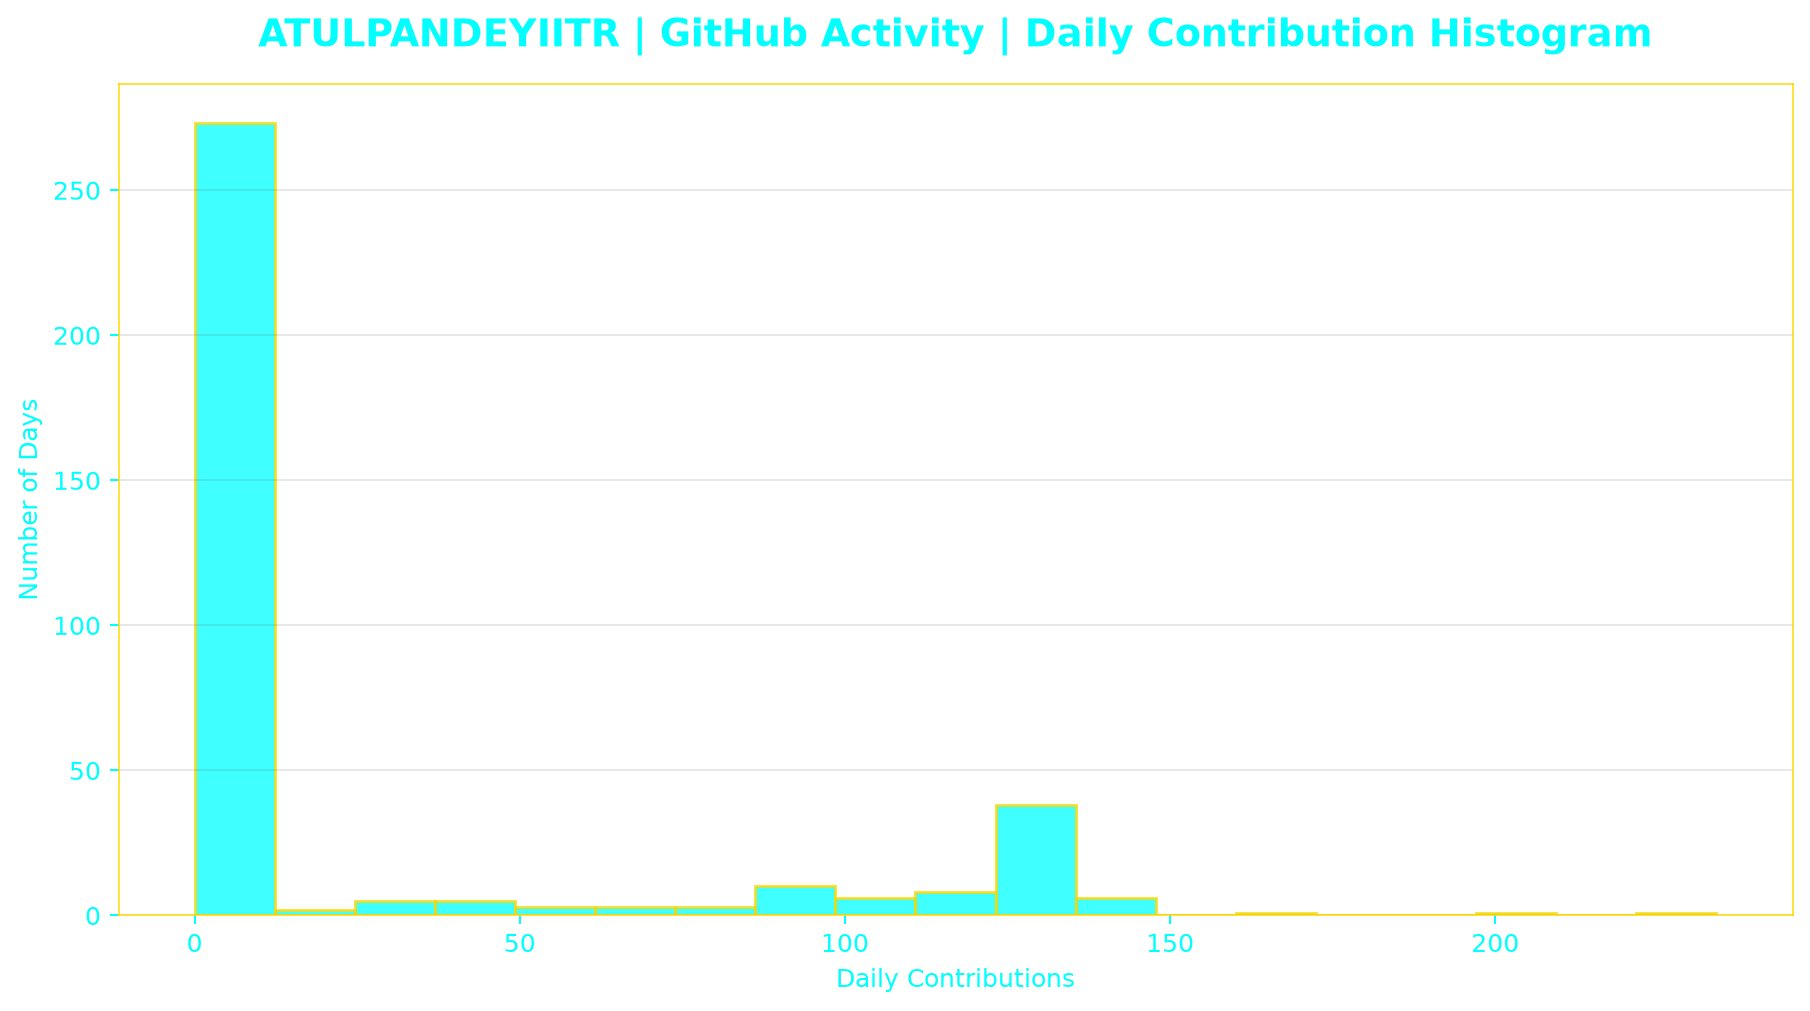 ATULPANDEYIITR | GitHub Activity | Daily Contribution Histogram
Number of Days
250
200
150
100
50
0
0 50 100 150 200
Daily Contributions